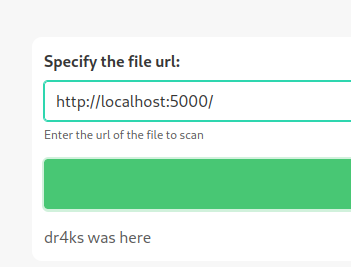 Specify the file url:
http://localhost:5000/
Enter the url of the file to scan
dr4ks was here